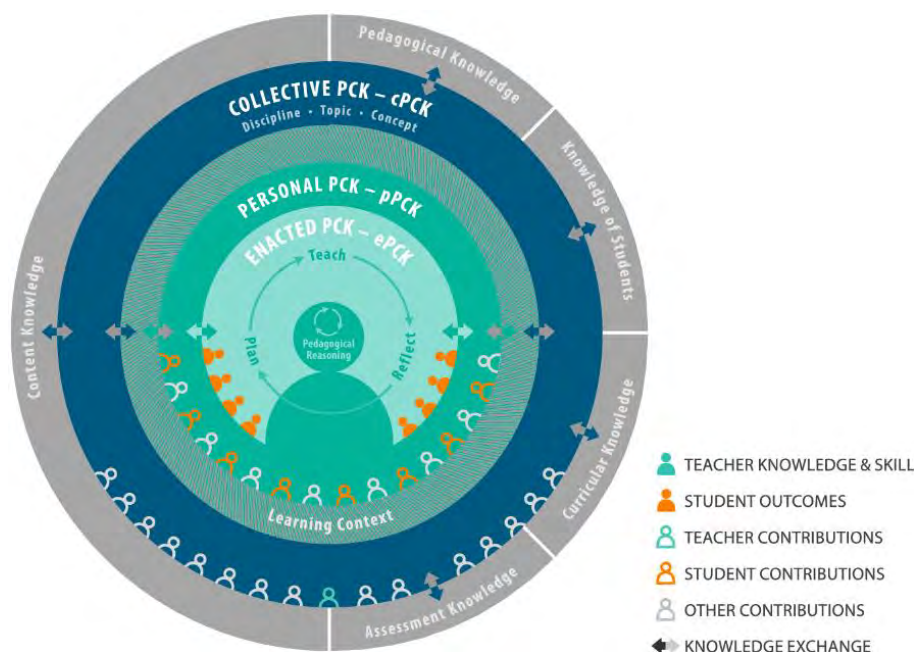 Pedagogical Knowledge
COLLECTIVE PCK – cPCK
Discipline • Topic • Concept
Knowledge of Students
PERSONAL PCK – pPCK
ENACTED PCK – ePCK
Teach
Content Knowledge
Plan
Pedagogical
Reasoning
Reflect
Curricular Knowledge
Learning Context
Assessment Knowledge
TEACHER KNOWLEDGE & SKILL
STUDENT OUTCOMES
TEACHER CONTRIBUTIONS
STUDENT CONTRIBUTIONS
OTHER CONTRIBUTIONS
KNOWLEDGE EXCHANGE